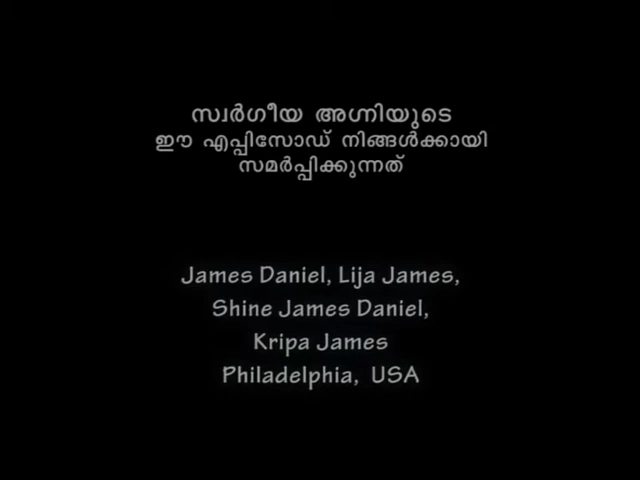 സ്വർഗീയ അഗ്നിയുടെ
ഈ എപ്പിസോഡ് നിങ്ങൾക്കായി
സമർപ്പിക്കുന്നത്
James Daniel, Lija James,
Shine James Daniel,
Kripa James
Philadelphia, USA